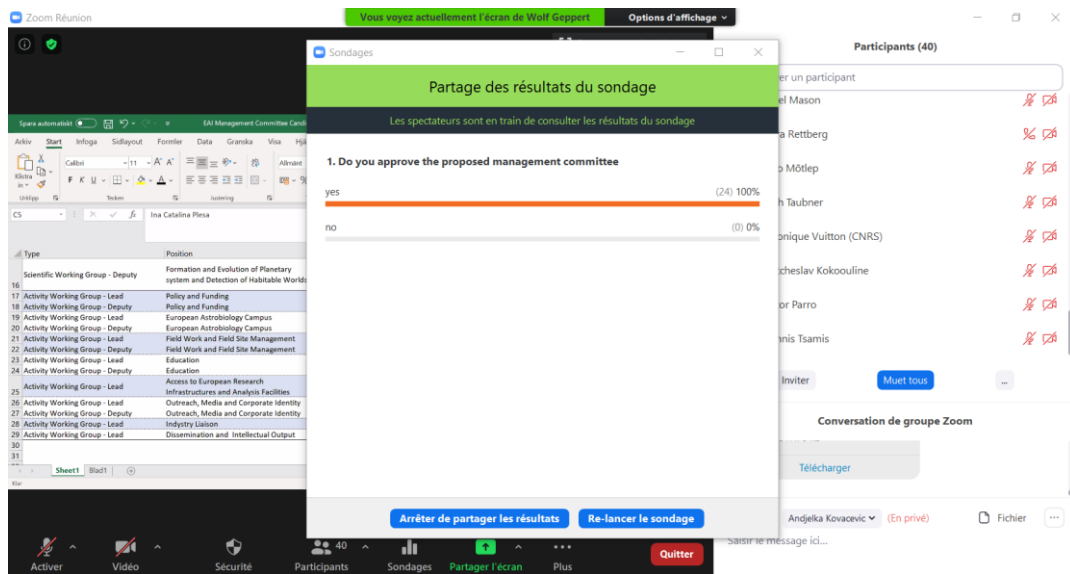 Zoom Réunion
Vous voyez actuellement l'écran de Wolf Geppert
Options d'affichage
Sondages
Partage des résultats du sondage
Les spectateurs sont en train de consulter les résultats du sondage
1. Do you approve the proposed management committee
yes
(24) 100%
no
(0) 0%
Arrêter de partager les résultats
Re-lancer le sondage
Spara automatiskt
EAI Management Committee
Arkiv Start Infoga Sidlayout Formler Data Granska Visa
Klistra in
Calibri
11
Allmänt
F K U
Urklipp
Tecken
Justering
C5
Ina Catalina Plesa
Type Position
16 Scientific Working Group - Deputy Formation and Evolution of Planetary
system and Detection of Habitable Worlds
17 Activity Working Group - Lead Policy and Funding
18 Activity Working Group - Deputy Policy and Funding
19 Activity Working Group - Lead European Astrobiology Campus
20 Activity Working Group - Deputy European Astrobiology Campus
21 Activity Working Group - Lead Field Work and Field Site Management
22 Activity Working Group - Deputy Field Work and Field Site Management
23 Activity Working Group - Lead Education
24 Activity Working Group - Deputy Education
25 Activity Working Group - Lead Access to European Research
Infrastructures and Analysis Facilities
26 Activity Working Group - Lead Outreach, Media and Corporate Identity
27 Activity Working Group - Deputy Outreach, Media and Corporate Identity
28 Activity Working Group - Lead Indystry Liaison
29 Activity Working Group - Lead Dissemination and Intellectual Output
30
31
Sheet1 Blad1
Klar
Participants (40)
un participant
Mason
Rettberg
Mõtlep
Taubner
Vuitton (CNRS)
Kokoouline
Parro
Tsamis
Inviter
Muet tous
...
Conversation de groupe Zoom
Télécharger
Andjelka Kovacevic (En privé)
Fichier
...
Saisir le message ici...
Activer
Vidéo
Sécurité
Participants
40
Sondages
Partager l'écran
Plus
Quitter